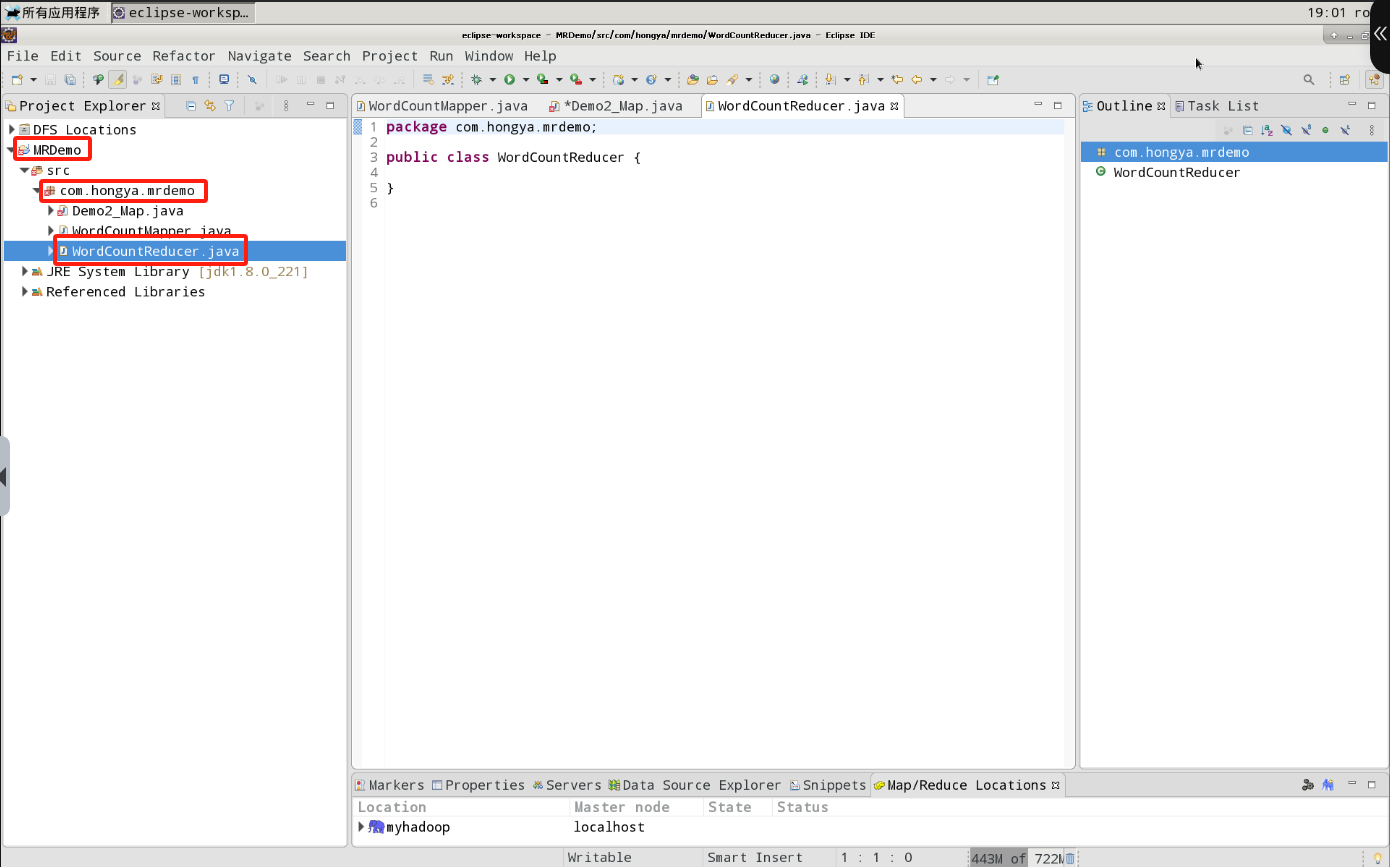 所有应用程序 eclipse-worksp… 19:01 ro
eclipse-workspace - MRDemo/src/com/hongya/mrdemo/WordCountReducer.java - Eclipse IDE
File Edit Source Refactor Navigate Search Project Run Window Help
Project Explorer
DFS Locations
MRDemo
src
com.hongya.mrdemo
Demo2_Map.java
WordCountMapper.java
WordCountReducer.java
JRE System Library [jdk1.8.0_221]
Referenced Libraries
WordCountMapper.java *Demo2_Map.java WordCountReducer.java
1 package com.hongya.mrdemo;
2
3 public class WordCountReducer {
4
5 }
6
Outline Task List
com.hongya.mrdemo
WordCountReducer
Markers Properties Servers Data Source Explorer Snippets Map/Reduce Locations
Location Master node State Status
myhadoop localhost
Writable Smart Insert 1 : 1 : 0 443M of 722M